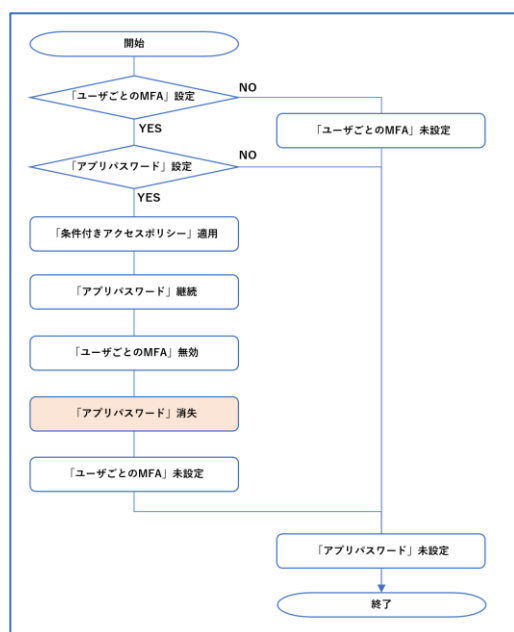 開始
「ユーザごとのMFA」設定
NO
YES
「ユーザごとのMFA」未設定
「アプリパスワード」設定
NO
YES
「条件付きアクセスポリシー」適用
「アプリパスワード」継続
「ユーザごとのMFA」無効
「アプリパスワード」消失
「ユーザごとのMFA」未設定
「アプリパスワード」未設定
終了